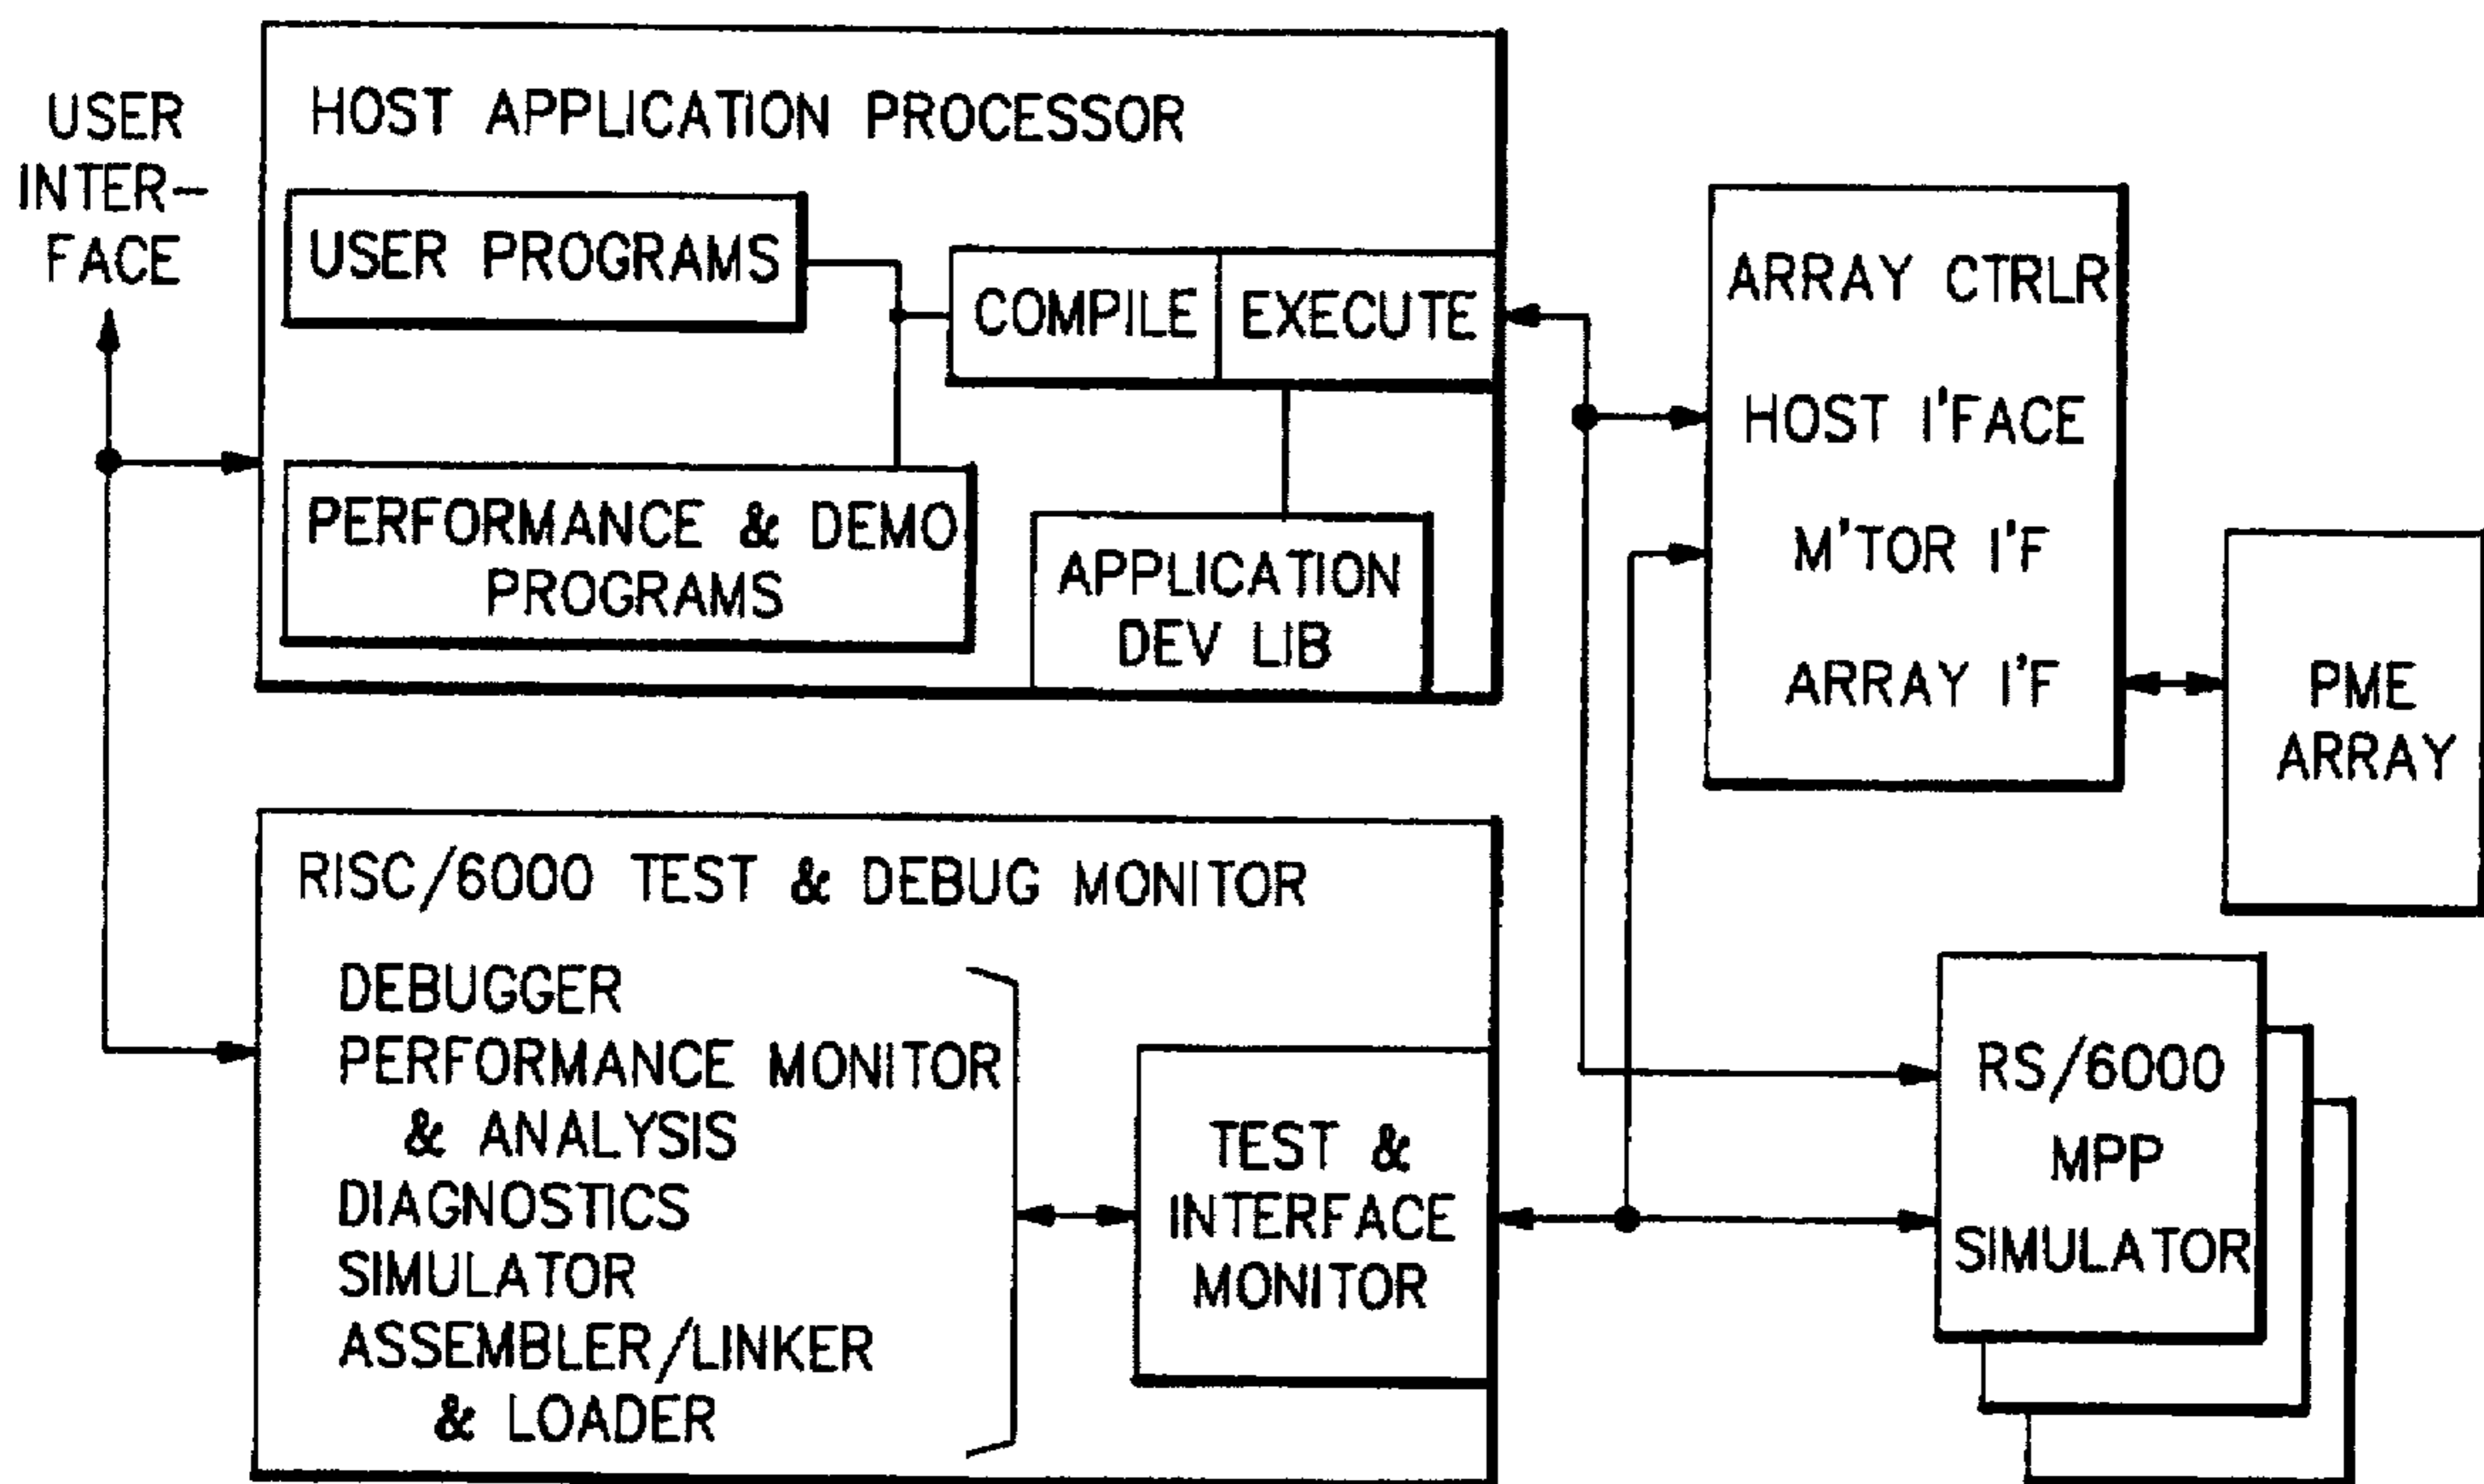 USER
INTER-
FACE
HOST APPLICATION PROCESSOR
USER PROGRAMS
COMPILE
EXECUTE
PERFORMANCE & DEMO
PROGRAMS
APPLICATION
DEV LIB
ARRAY CTRLR
HOST I'FACE
M'TOR I'F
ARRAY I'F
PME
ARRAY
RISC/6000 TEST & DEBUG MONITOR
DEBUGGER
PERFORMANCE MONITOR
& ANALYSIS
DIAGNOSTICS
SIMULATOR
ASSEMBLER/LINKER
& LOADER
TEST &
INTERFACE
MONITOR
RS/6000
MPP
SIMULATOR